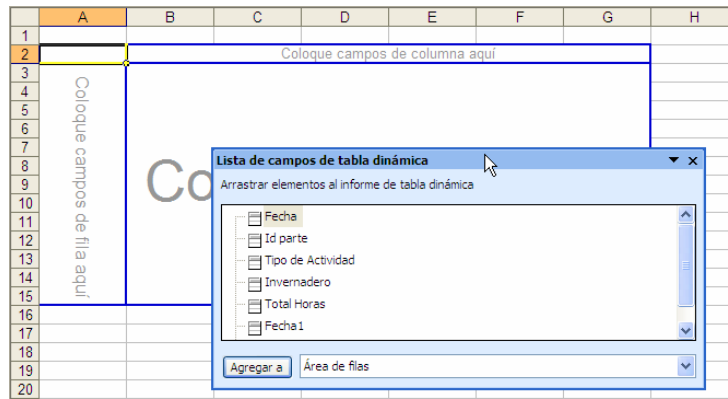 A B C D E F G H
1
2 Coloque campos de columna aquí
3
4
5
6
7
8
9
10
11
12
13
14
15
16
17
18
19
20
Coloque campos de fila aquí
Co
Lista de campos de tabla dinámica
Arrastrar elementos al informe de tabla dinámica
Fecha
Id parte
Tipo de Actividad
Invernadero
Total Horas
Fecha1
Agregar a Área de filas